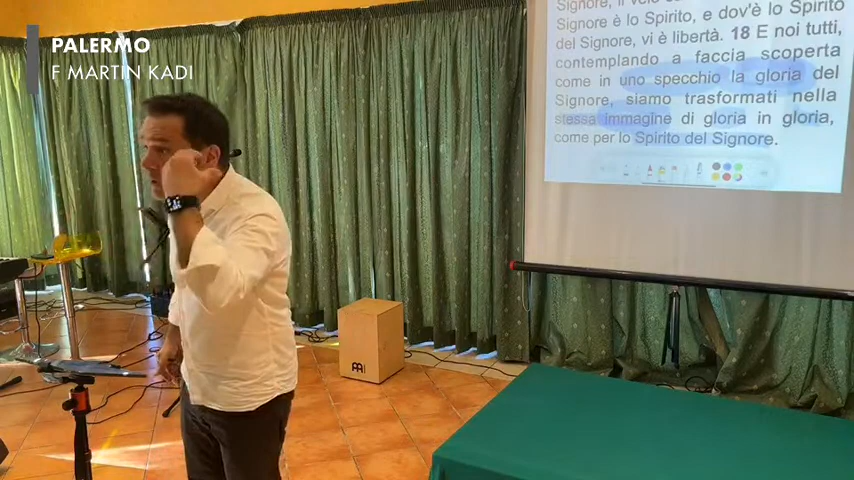 PALERMO
F MARTIN KADI
Signore, il velo
Signore è lo Spirito, e dov'è lo Spirito
del Signore, vi è libertà. 18 E noi tutti,
contemplando a faccia scoperta
come in uno specchio la gloria del
Signore, siamo trasformati nella
stessa immagine di gloria in gloria,
come per lo Spirito del Signore.